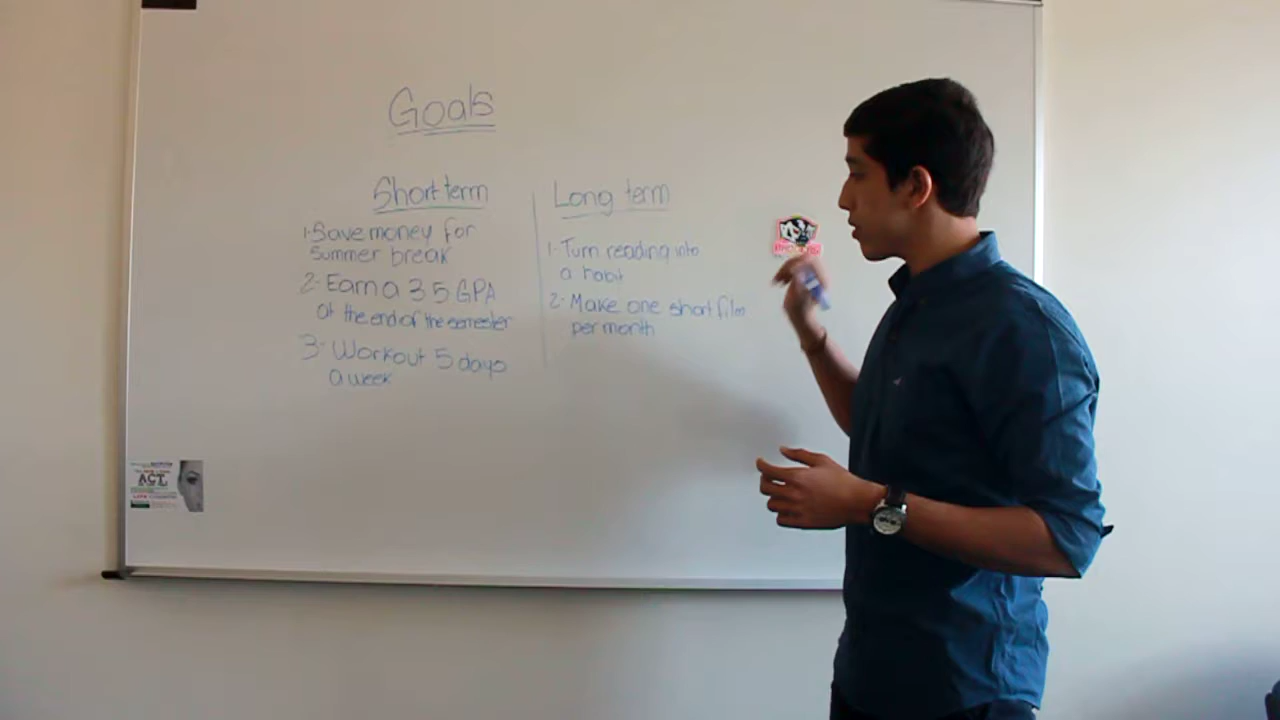 Goals
Short term
1- Save money for
summer break
2- Earn a 3.5 GPA
at the end of the semester
3- Workout 5 days
a week
Long term
1- Turn reading into
a habit
2- Make one short film
per month
ACT